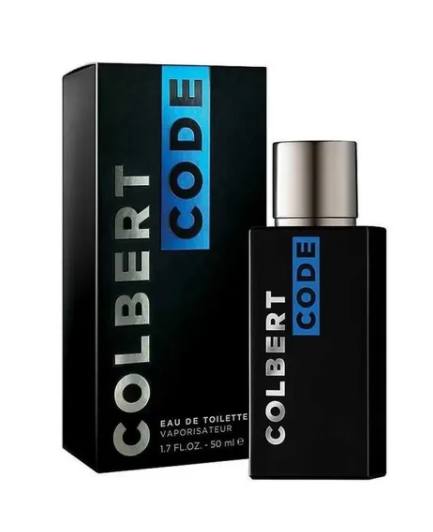 COLBERT
CODE
EAU DE TOILETTE
VAPORISATEUR
1.7 FL.OZ. - 50 ml ℮
COLBERT
CODE